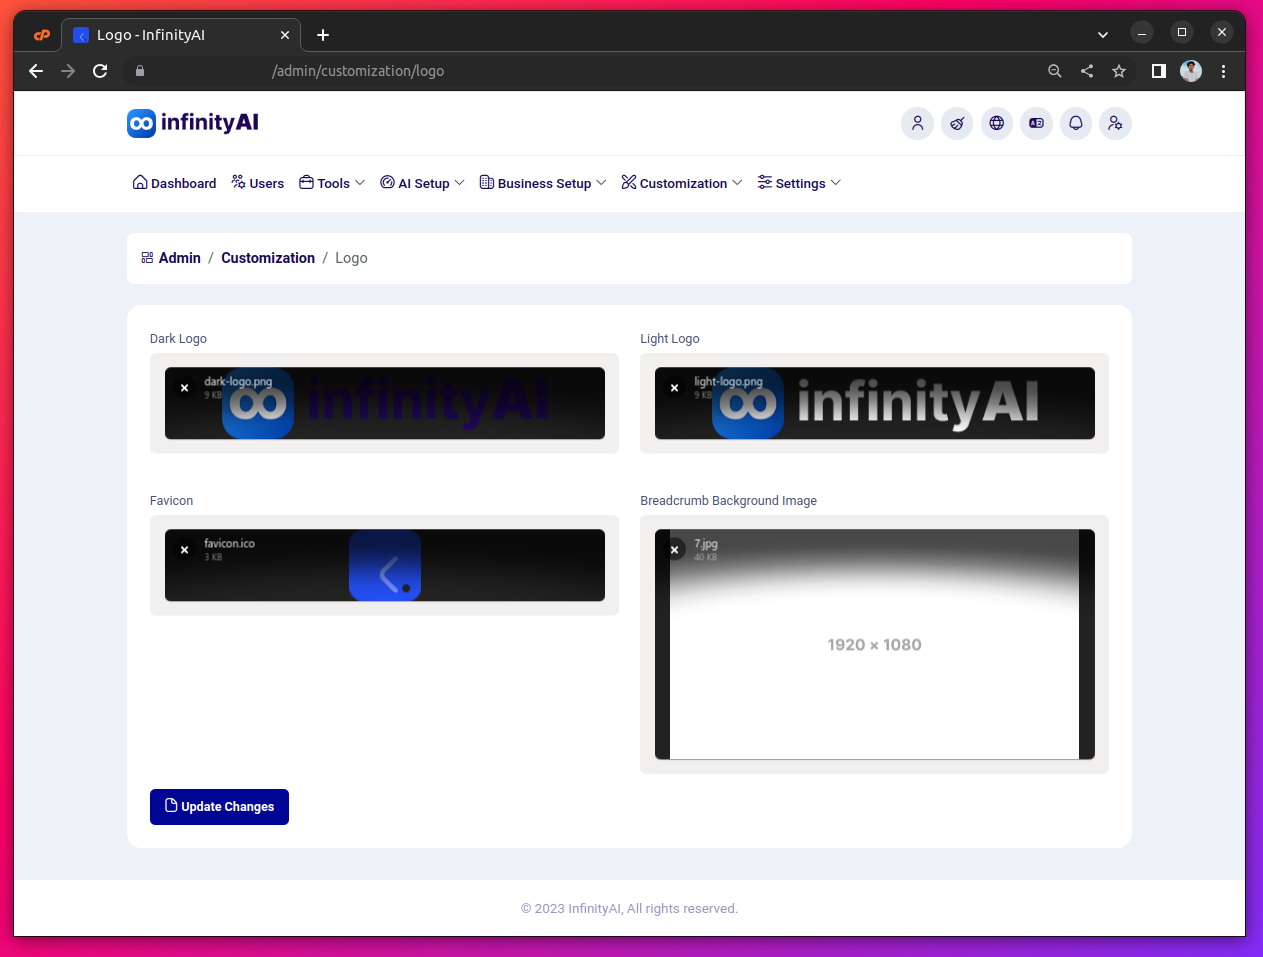 Logo - InfinityAI
/admin/customization/logo
infinityAI
Dashboard Users Tools AI Setup Business Setup Customization Settings
Admin / Customization / Logo
Dark Logo
dark-logo.png
9 KB
infinityAI
Light Logo
light-logo.png
9 KB
infinityAI
Favicon
favicon.ico
3 KB
Breadcrumb Background Image
7.jpg
40 KB
1920 × 1080
Update Changes
© 2023 InfinityAI, All rights reserved.